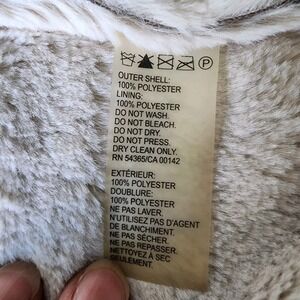 P
OUTER SHELL:
100% POLYESTER
LINING:
100% POLYESTER
DO NOT WASH.
DO NOT BLEACH.
DO NOT DRY.
DO NOT PRESS.
DRY CLEAN ONLY.
RN 54365/CA 00142
EXTÉRIEUR:
100% POLYESTER
DOUBLURE:
100% POLYESTER
NE PAS LAVER.
N'UTILISEZ PAS D'AGENT
DE BLANCHIMENT.
NE PAS SÉCHER.
NE PAS REPASSER.
NETTOYEZ À SEC
SEULEMENT.